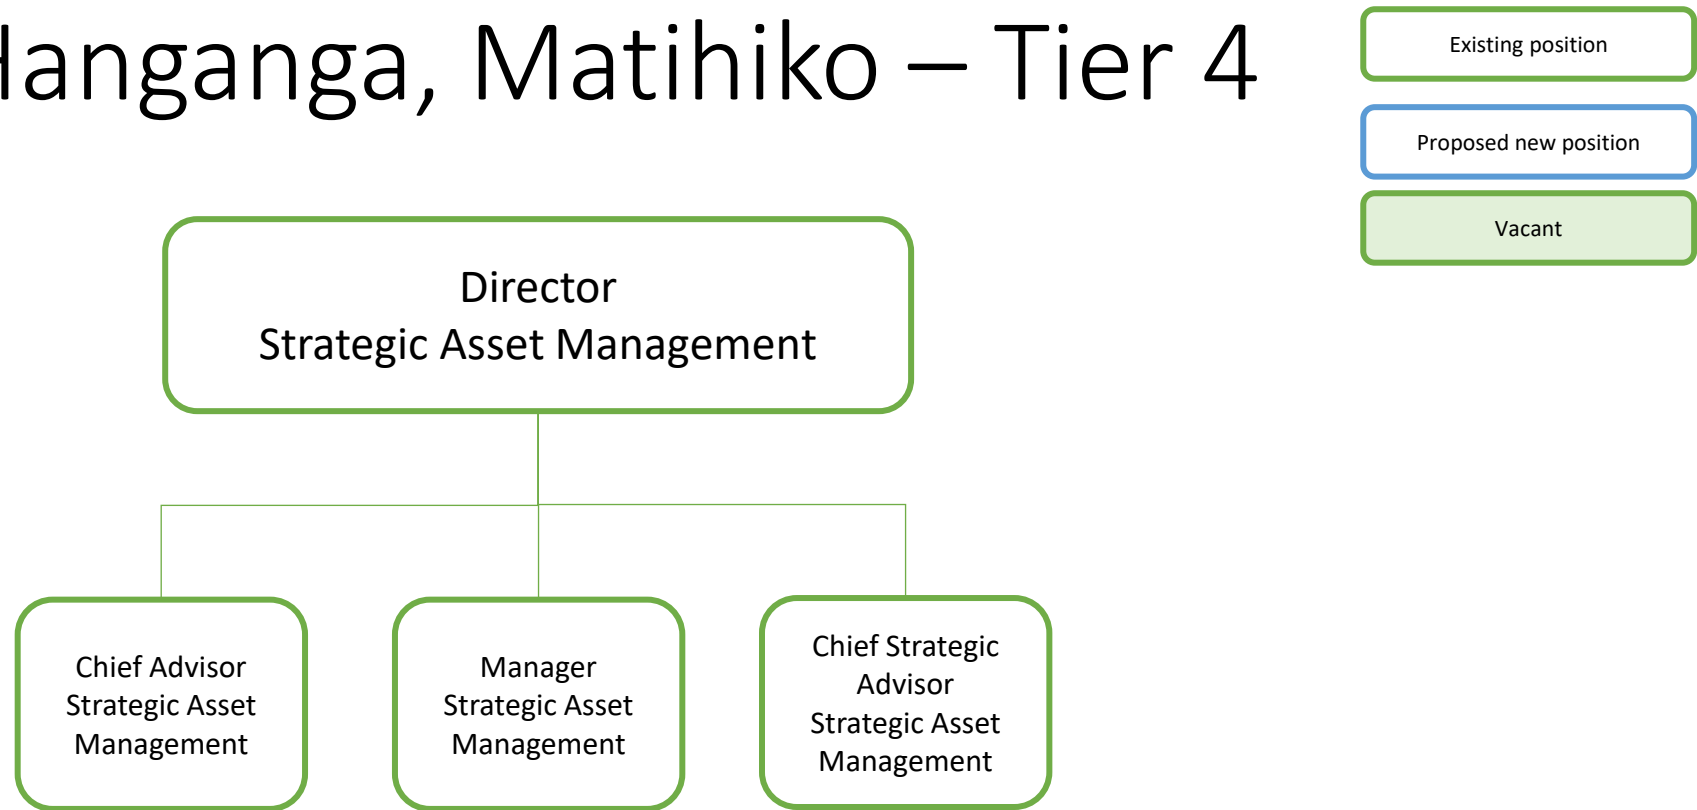 Hanganga, Matihiko – Tier 4
Existing position
Proposed new position
Vacant
Director
Strategic Asset Management
Chief Advisor
Strategic Asset
Management
Manager
Strategic Asset
Management
Chief Strategic
Advisor
Strategic Asset
Management